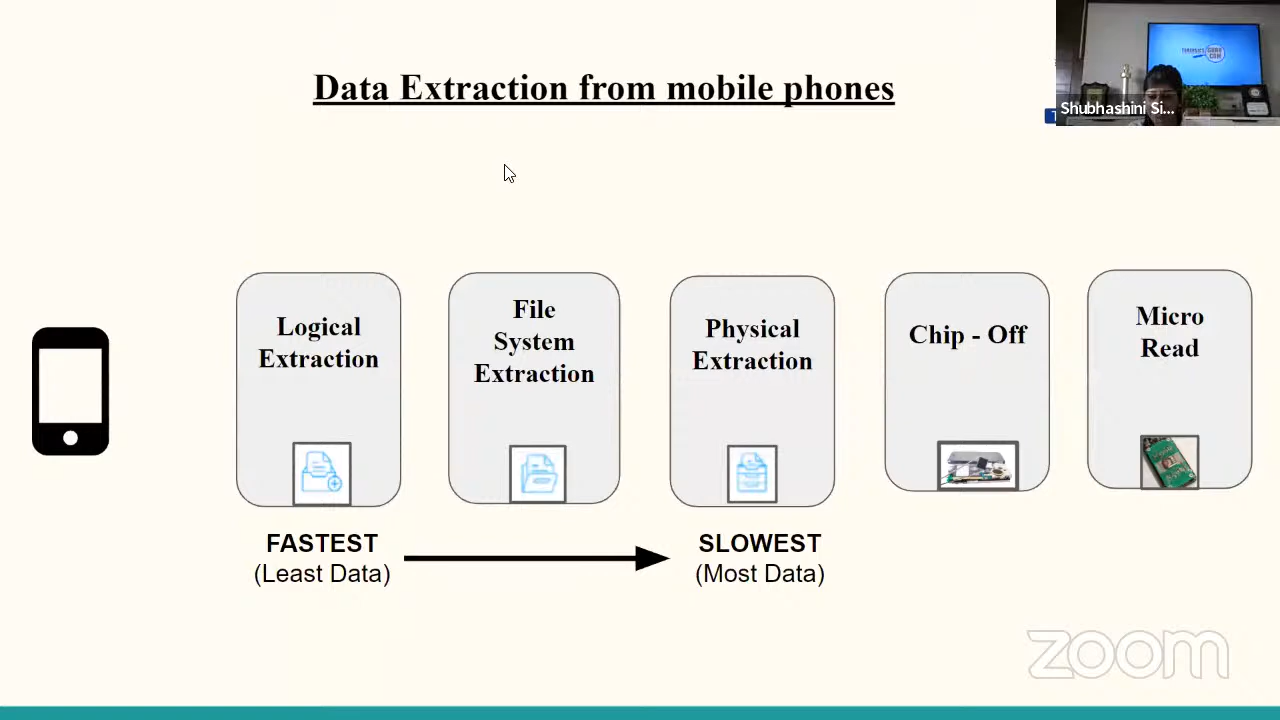 Data Extraction from mobile phones
Shubhashini Si...
Logical
Extraction
File
System
Extraction
Physical
Extraction
Chip - Off
Micro
Read
FASTEST
(Least Data)
SLOWEST
(Most Data)
zoom